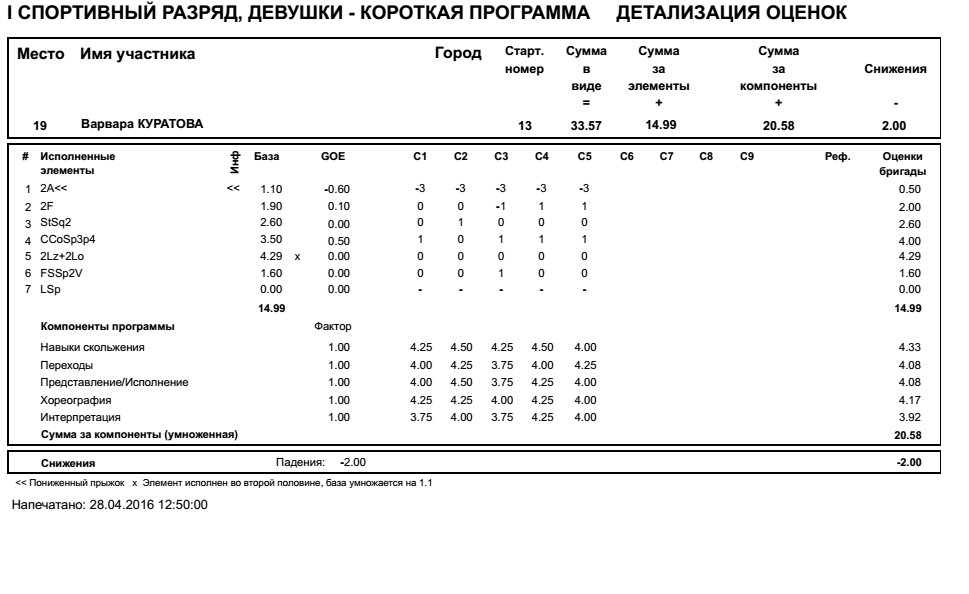 I СПОРТИВНЫЙ РАЗРЯД, ДЕВУШКИ - КОРОТКАЯ ПРОГРАММА ДЕТАЛИЗАЦИЯ ОЦЕНОК
Место Имя участника Город Старт. номер Сумма в виде = Сумма за элементы + Сумма за компоненты + Снижения -
19 Варвара КУРАТОВА 13 33.57 14.99 20.58 2.00
# Исполненные элементы Инф База GOE C1 C2 C3 C4 C5 C6 C7 C8 C9 Реф. Оценки бригады
1 2A<< << 1.10 -0.60 -3 -3 -3 -3 -3 0.50
2 2F 1.90 0.10 0 0 -1 1 1 2.00
3 StSq2 2.60 0.00 0 1 0 0 0 2.60
4 CCoSp3p4 3.50 0.50 1 0 1 1 1 4.00
5 2Lz+2Lo 4.29 x 0.00 0 0 0 0 0 4.29
6 FSSp2V 1.60 0.00 0 0 1 0 0 1.60
7 LSp 0.00 0.00 - - - - - 0.00
14.99 14.99
Компоненты программы Фактор
Навыки скольжения 1.00 4.25 4.50 4.25 4.50 4.00 4.33
Переходы 1.00 4.00 4.25 3.75 4.00 4.25 4.08
Представление/Исполнение 1.00 4.00 4.50 3.75 4.25 4.00 4.08
Хореография 1.00 4.25 4.25 4.00 4.25 4.00 4.17
Интерпретация 1.00 3.75 4.00 3.75 4.25 4.00 3.92
Сумма за компоненты (умноженная) 20.58
Снижения Падения: -2.00 -2.00
<< Пониженный прыжок x Элемент исполнен во второй половине, база умножается на 1.1
Напечатано: 28.04.2016 12:50:00